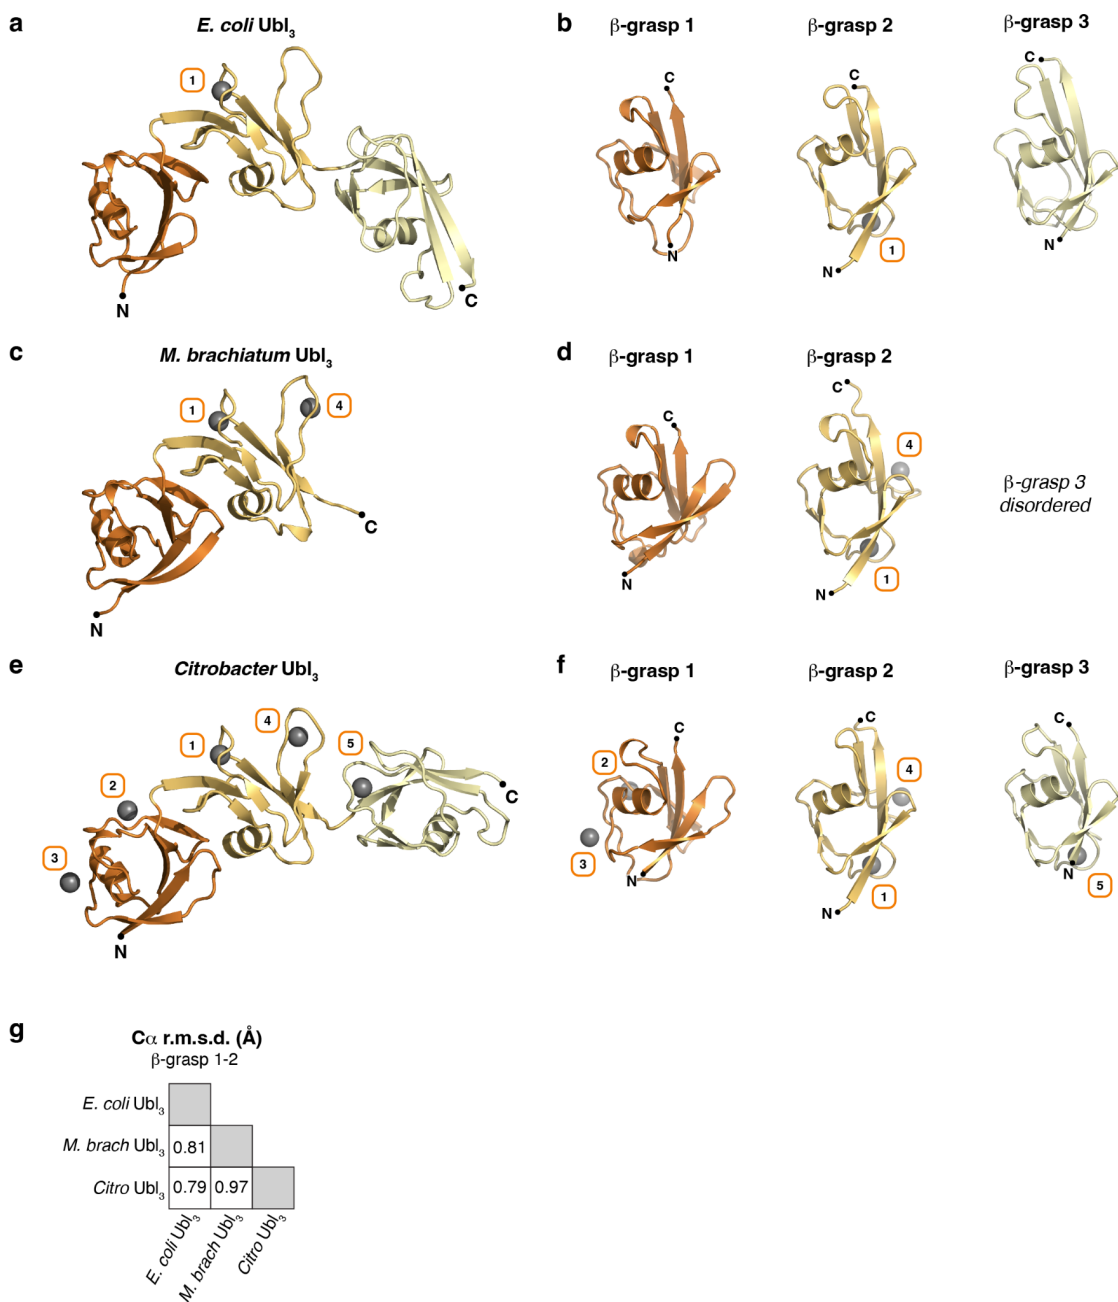 a
E. coli Ubl3
1
N
C
b
β-grasp 1
β-grasp 2
β-grasp 3
C
N
C
N
1
C
N
c
M. brachiatum Ubl3
1
4
N
C
d
β-grasp 1
β-grasp 2
C
N
C
4
N
1
β-grasp 3
disordered
e
Citrobacter Ubl3
1
4
5
2
3
N
C
f
β-grasp 1
β-grasp 2
β-grasp 3
2
C
3
N
C
4
N
1
C
N
5
g
Cα r.m.s.d. (Å)
β-grasp 1-2
E. coli Ubl3
M. brach Ubl3 0.81
Citro Ubl3 0.79 0.97
E. coli Ubl3
M. brach Ubl3
Citro Ubl3